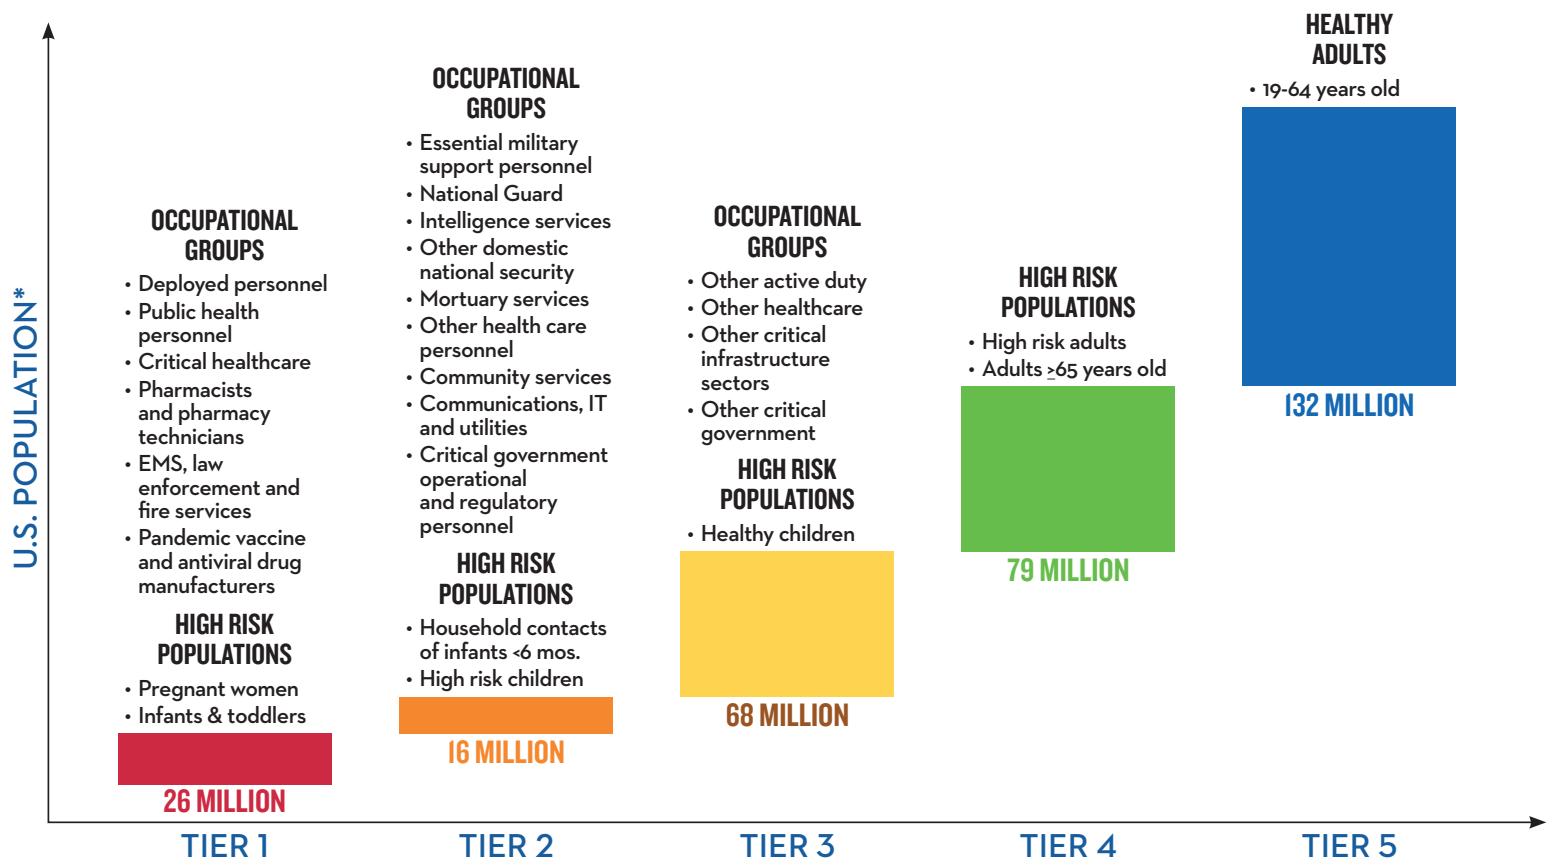 U.S. POPULATION*
OCCUPATIONAL
GROUPS
• Deployed personnel
• Public health
personnel
• Critical healthcare
• Pharmacists
and pharmacy
technicians
• EMS, law
enforcement and
fire services
• Pandemic vaccine
and antiviral drug
manufacturers
HIGH RISK
POPULATIONS
• Pregnant women
• Infants & toddlers
26 MILLION
TIER 1
OCCUPATIONAL
GROUPS
• Essential military
support personnel
• National Guard
• Intelligence services
• Other domestic
national security
• Mortuary services
• Other health care
personnel
• Community services
• Communications, IT
and utilities
• Critical government
operational
and regulatory
personnel
HIGH RISK
POPULATIONS
• Household contacts
of infants <6 mos.
• High risk children
16 MILLION
TIER 2
OCCUPATIONAL
GROUPS
• Other active duty
• Other healthcare
• Other critical
infrastructure
sectors
• Other critical
government
HIGH RISK
POPULATIONS
• Healthy children
68 MILLION
TIER 3
HIGH RISK
POPULATIONS
• High risk adults
• Adults ≥65 years old
79 MILLION
TIER 4
HEALTHY
ADULTS
• 19-64 years old
132 MILLION
TIER 5